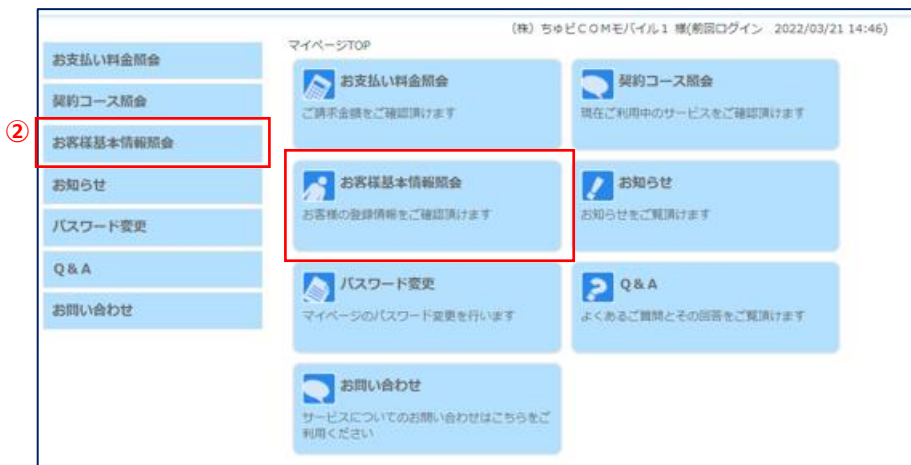 (株) ちゅピCOMモバイル1 様(前回ログイン 2022/03/21 14:46)
マイページTOP
お支払い料金照会
契約コース照会
②
お客様基本情報照会
お知らせ
パスワード変更
Q&A
お問い合わせ
お支払い料金照会
ご請求金額をご確認頂けます
契約コース照会
現在ご利用中のサービスをご確認頂けます
お客様基本情報照会
お客様の登録情報をご確認頂けます
お知らせ
お知らせをご覧頂けます
パスワード変更
マイページのパスワード変更を行います
Q&A
よくあるご質問とその回答をご覧頂けます
お問い合わせ
サービスについてのお問い合わせはこちらをご
利用ください